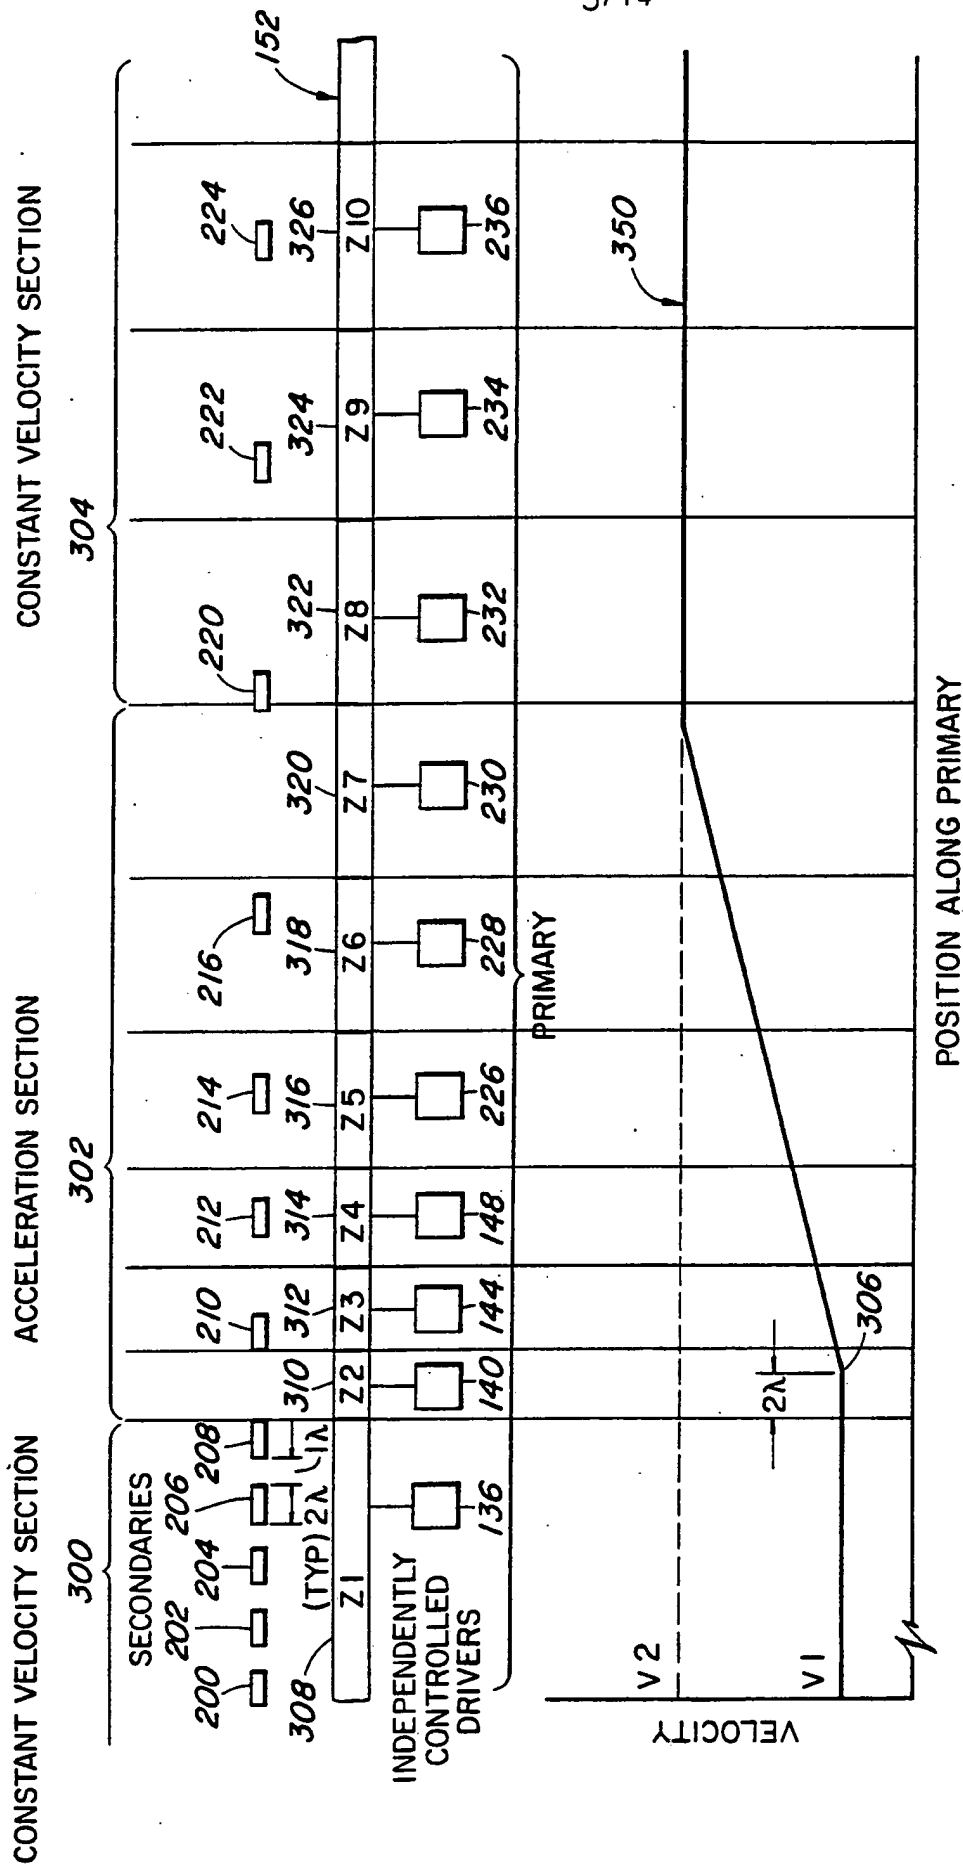 CONSTANT VELOCITY SECTION
ACCELERATION SECTION
CONSTANT VELOCITY SECTION
300
302
304
SECONDARIES
200
202
204
206
208
210
212
214
216
220
222
224
(TYP) 2λ
1λ
308
310
312
314
316
318
320
322
324
326
152
Z1
Z2
Z3
Z4
Z5
Z6
Z7
Z8
Z9
Z10
INDEPENDENTLY
CONTROLLED
DRIVERS
136
140
144
148
226
228
230
232
234
236
PRIMARY
VELOCITY
V2
V1
2λ
306
350
POSITION ALONG PRIMARY